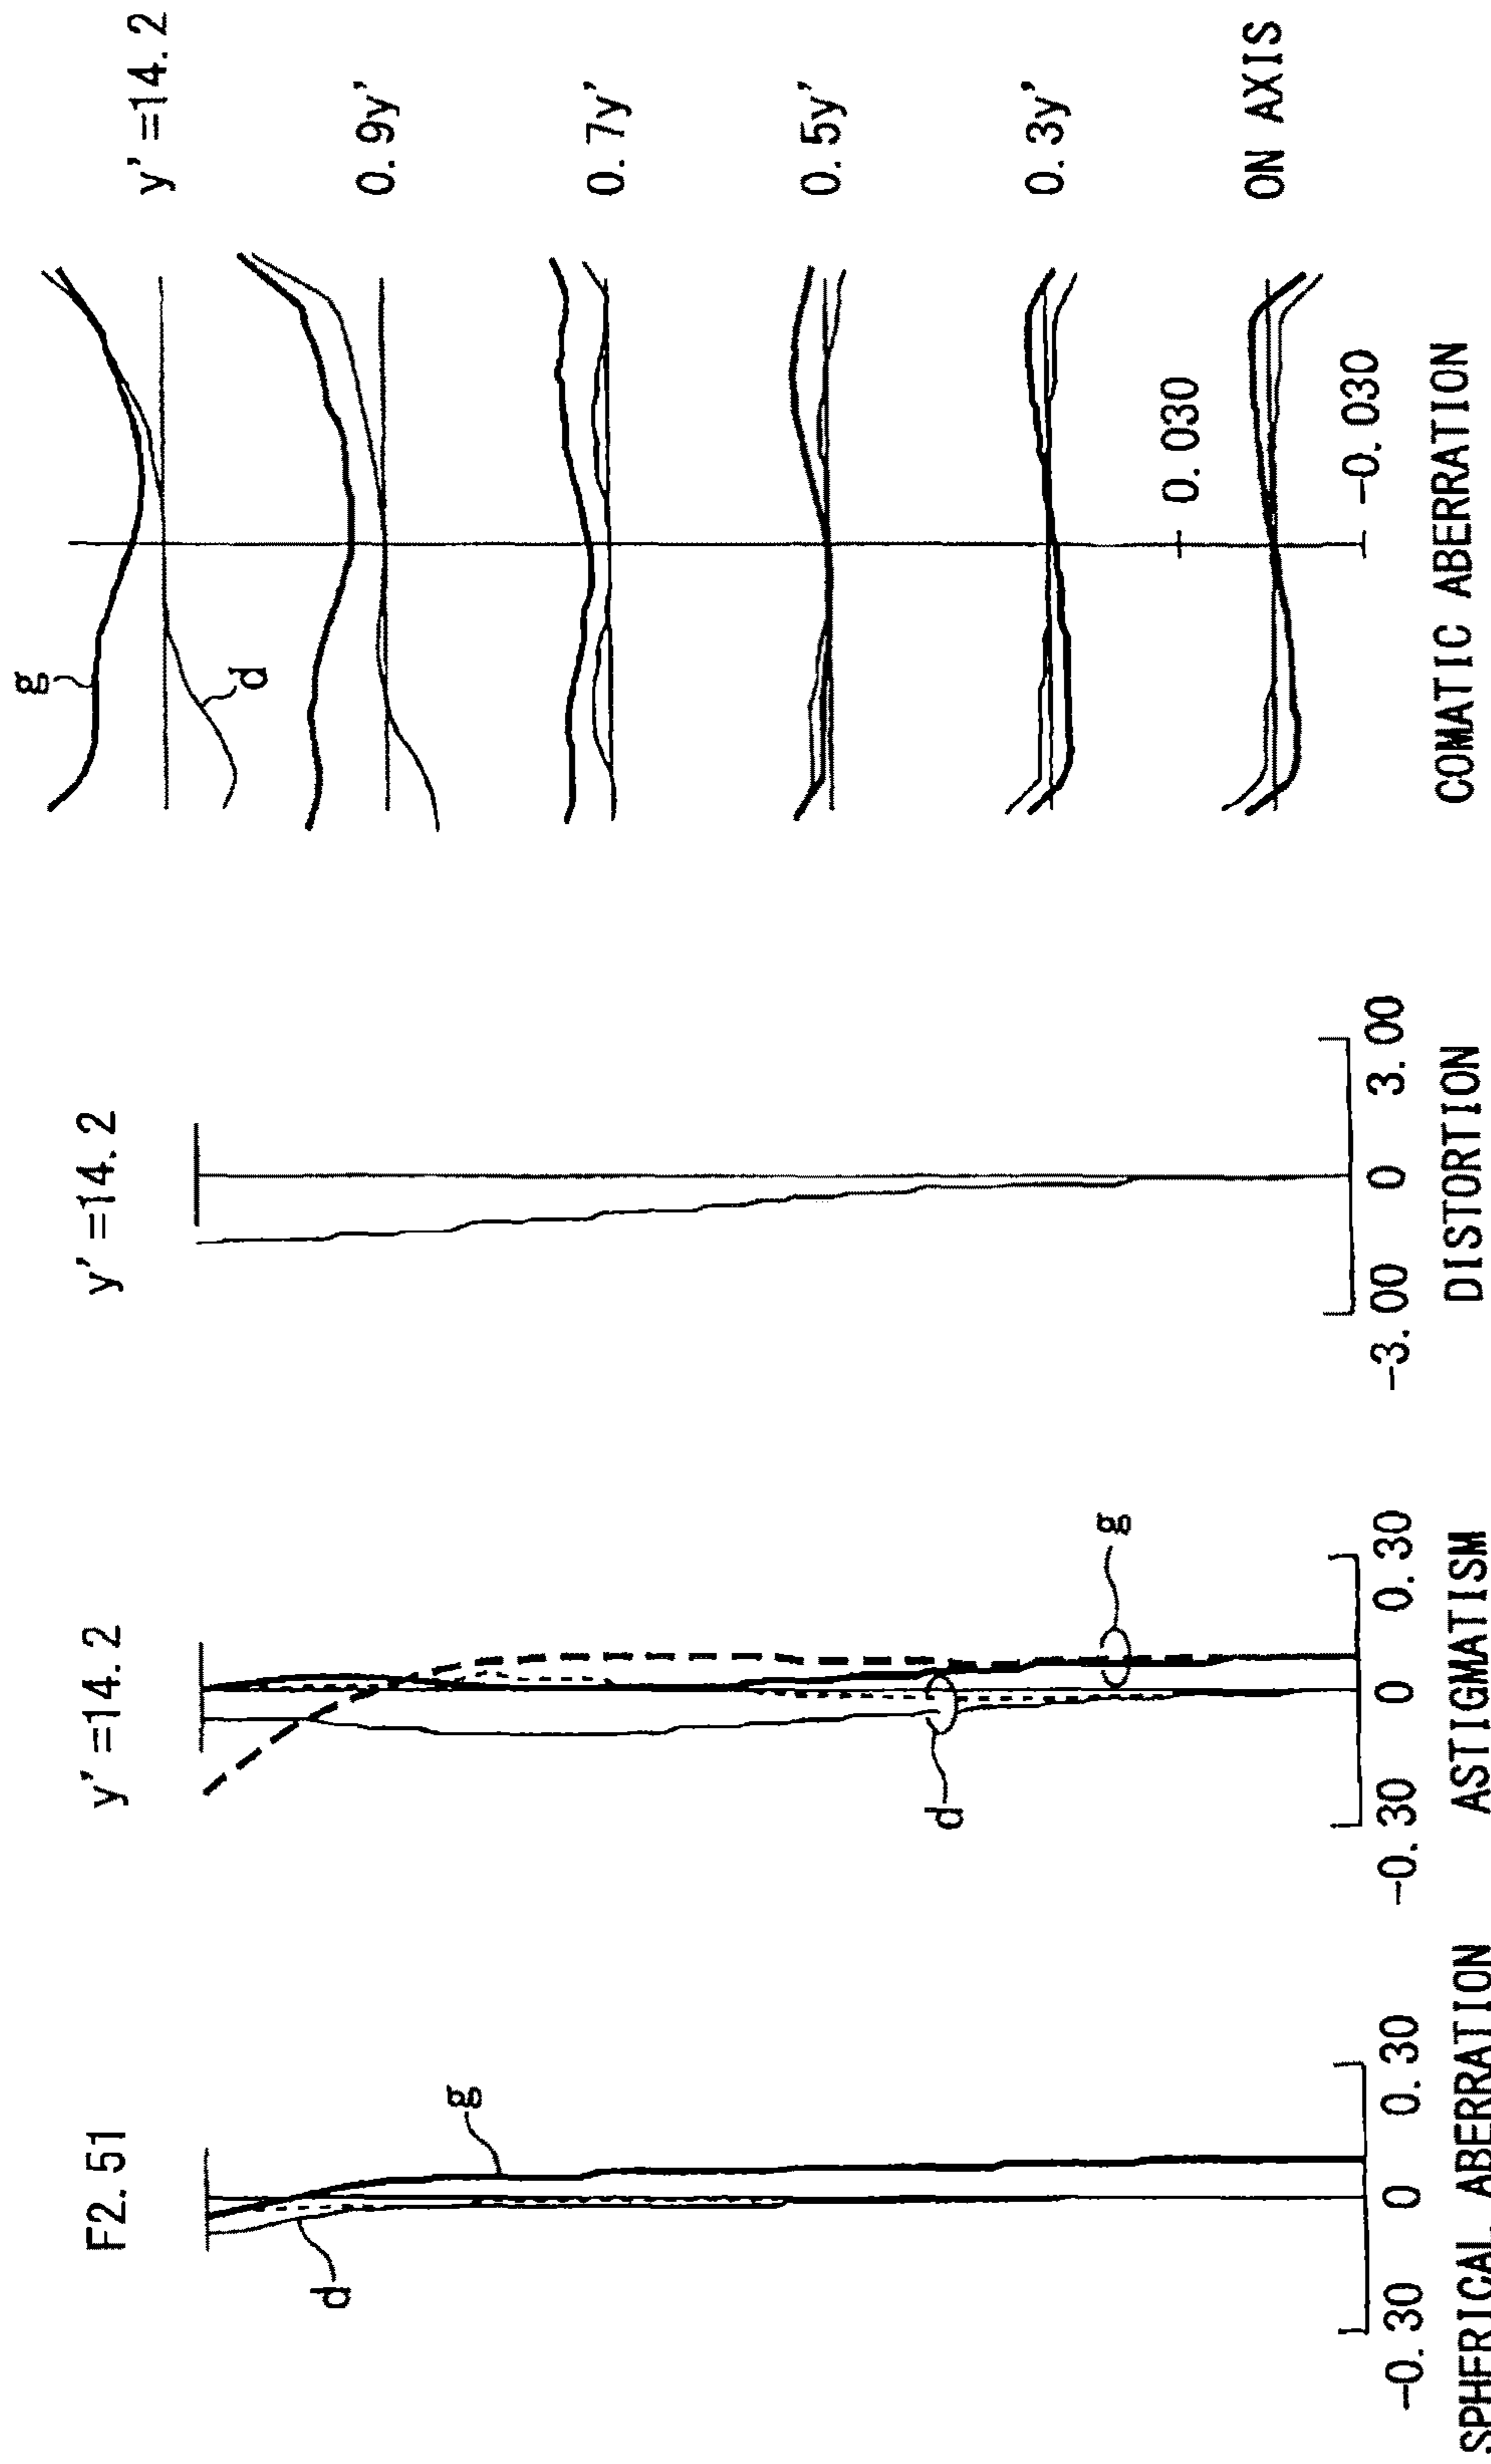 F2.51
g
d
-0.30
0
0.30
SPHERICAL ABERRATION
y'=14.2
g
d
-0.30
0
0.30
ASTIGMATISM
y'=14.2
-3.00
0
3.00
DISTORTION
g
d
y'=14.2
0.9y'
0.7y'
0.5y'
0.3y'
0.030
ON AXIS
-0.030
COMATIC ABERRATION